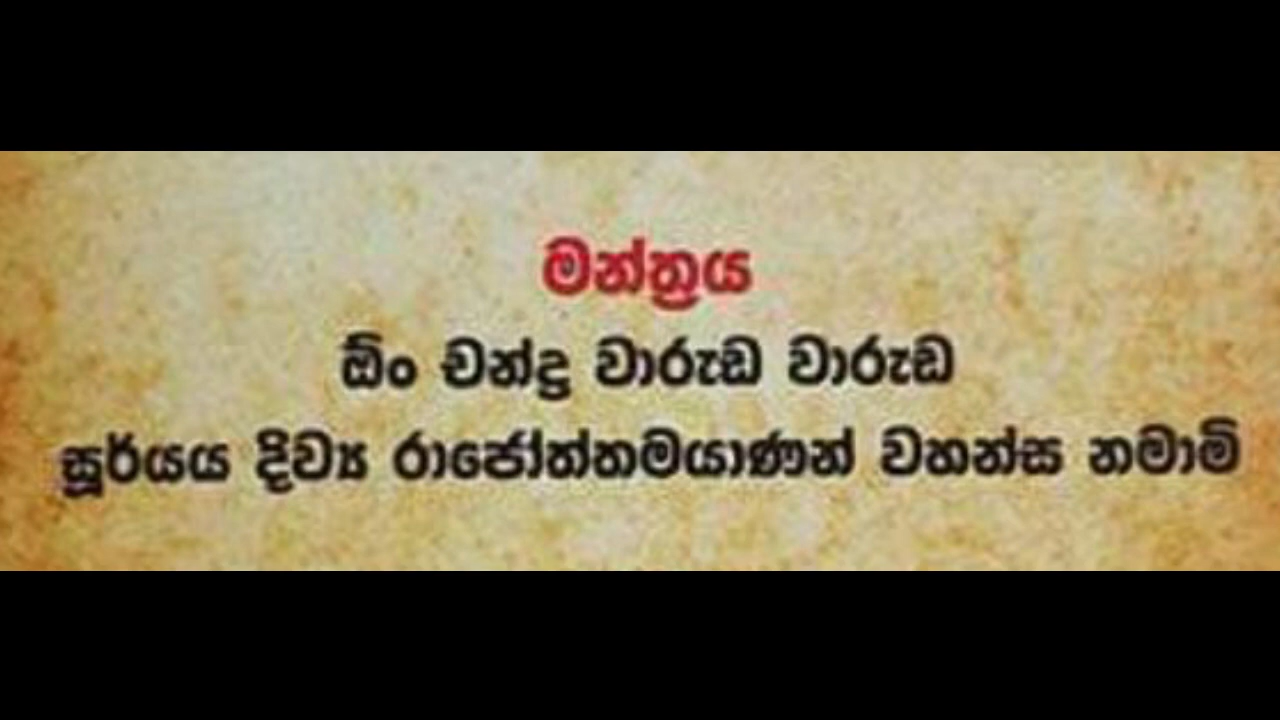 මන්ත්‍රය
ඕං චන්ද්‍ර වාරුඩ වාරුඩ
සූර්යය දිව්‍ය රාජෝත්තමයාණන් වහන්ස නමාමි